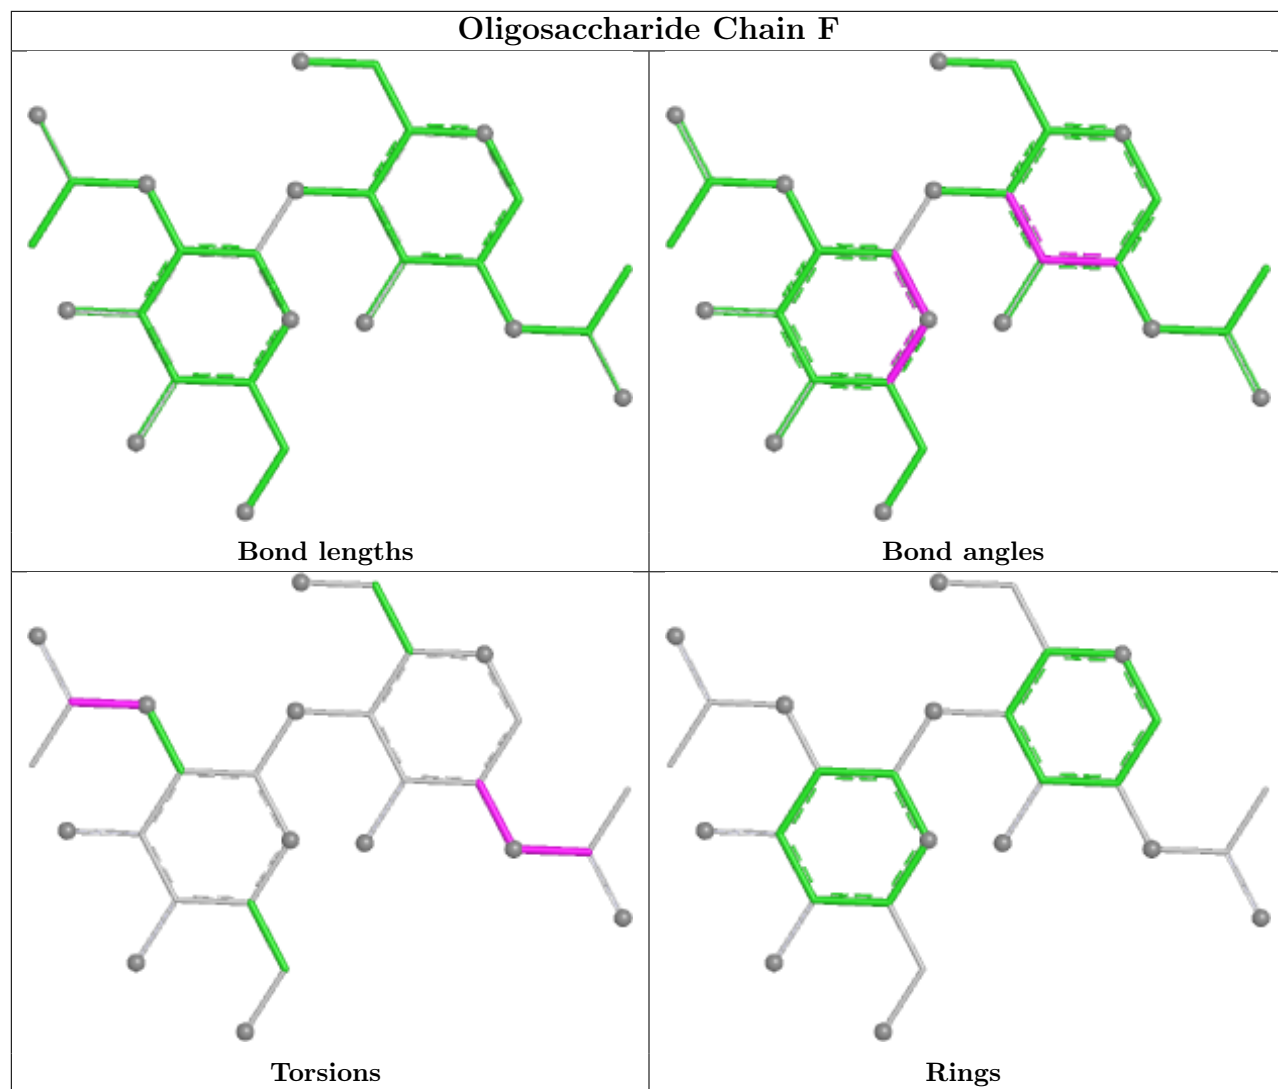 Oligosaccharide Chain F
Bond lengths
Bond angles
Torsions
Rings